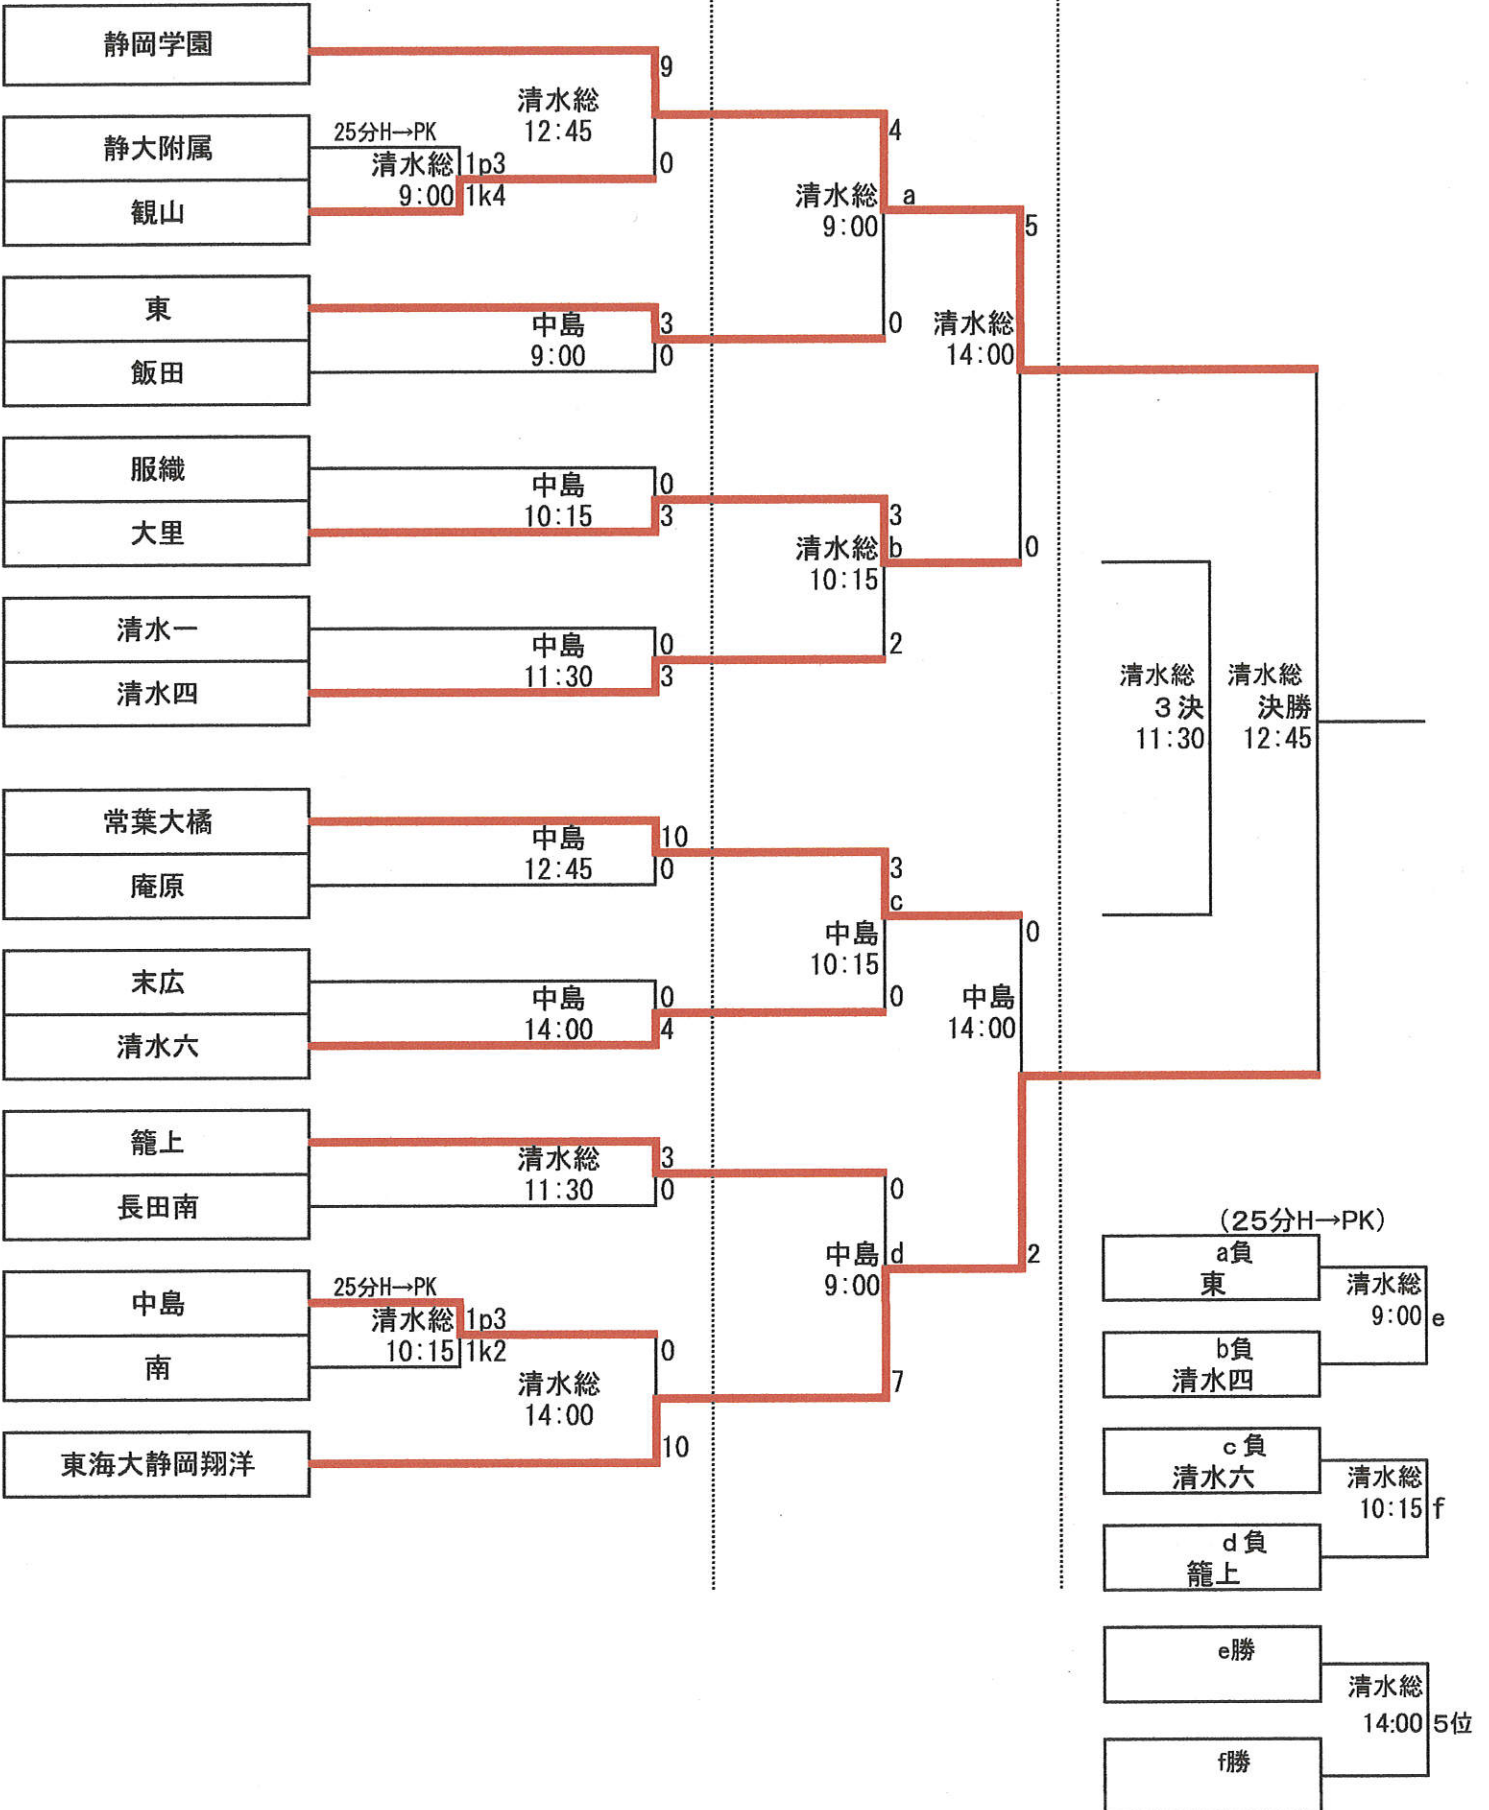 静岡学園
9
清水総
12:45
25分H→PK
静大附属
清水総
1p3
0
9:00
1k4
観山
4
清水総
a
9:00
5
0
東
中島
3
9:00
0
飯田
清水総
14:00
服織
中島
0
10:15
3
大里
3
清水総
b
10:15
0
2
清水一
中島
0
11:30
3
清水四
清水総
3決
11:30
清水総
決勝
12:45
常葉大橘
中島
10
12:45
0
庵原
3
c
中島
10:15
0
0
末広
中島
0
14:00
4
清水六
中島
14:00
籠上
清水総
3
11:30
0
長田南
0
中島
d
9:00
2
7
25分H→PK
中島
清水総
1p3
10:15
1k2
南
0
清水総
14:00
10
東海大静岡翔洋
(25分H→PK)
a負
東
清水総
9:00
e
b負
清水四
c負
清水六
清水総
10:15
f
d負
籠上
e勝
清水総
14:00
5位
f勝